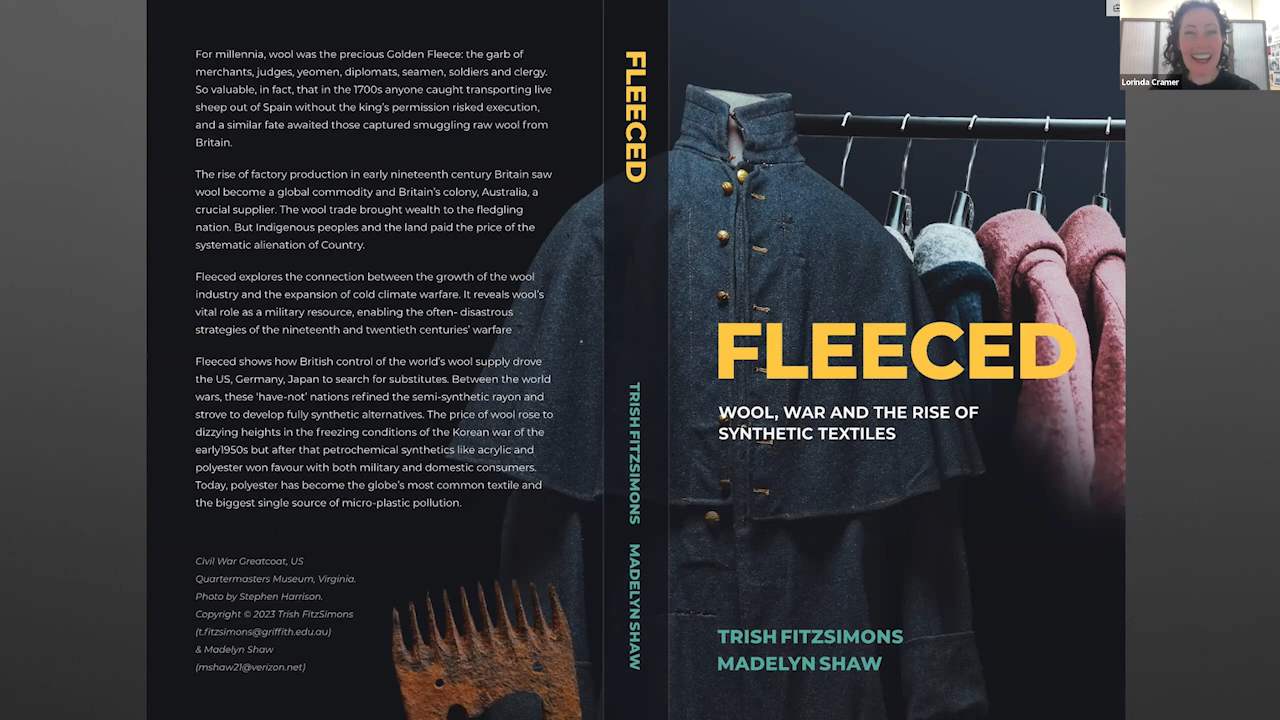 For millennia, wool was the precious Golden Fleece: the garb of
merchants, judges, yeomen, diplomats, seamen, soldiers and clergy.
So valuable, in fact, that in the 1700s anyone caught transporting live
sheep out of Spain without the king's permission risked execution,
and a similar fate awaited those captured smuggling raw wool from
Britain.
The rise of factory production in early nineteenth century Britain saw
wool become a global commodity and Britain's colony, Australia, a
crucial supplier. The wool trade brought wealth to the fledgling
nation. But Indigenous peoples and the land paid the price of the
systematic alienation of Country.
Fleeced explores the connection between the growth of the wool
industry and the expansion of cold climate warfare. It reveals wool's
vital role as a military resource, enabling the often- disastrous
strategies of the nineteenth and twentieth centuries' warfare
Fleeced shows how British control of the world's wool supply drove
the US, Germany, Japan to search for substitutes. Between the world
wars, these 'have-not' nations refined the semi-synthetic rayon and
strove to develop fully synthetic alternatives. The price of wool rose to
dizzying heights in the freezing conditions of the Korean war of the
early1950s but after that petrochemical synthetics like acrylic and
polyester won favour with both military and domestic consumers.
Today, polyester has become the globe's most common textile and
the biggest single source of micro-plastic pollution.
Civil War Greatcoat, US
Quartermasters Museum, Virginia.
Photo by Stephen Harrison.
Copyright © 2023 Trish FitzSimons
(t.fitzsimons@griffith.edu.au)
& Madelyn Shaw
(mshaw21@verizon.net)
FLEECED
TRISH FITZSIMONS MADELYN SHAW
FLEECED
WOOL, WAR AND THE RISE OF
SYNTHETIC TEXTILES
TRISH FITZSIMONS
MADELYN SHAW
Lorinda Cramer